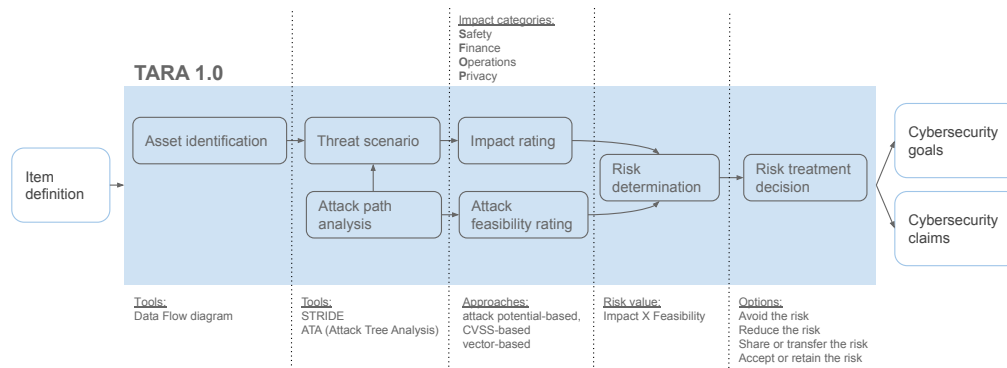 Impact categories:
Safety
Finance
Operations
Privacy
TARA 1.0
Asset identification
Threat scenario
Impact rating
Item
definition
Attack path
analysis
Attack
feasibility rating
Risk
determination
Risk treatment
decision
Cybersecurity
goals
Cybersecurity
claims
Tools:
Data Flow diagram
Tools:
STRIDE
ATA (Attack Tree Analysis)
Approaches:
attack potential-based,
CVSS-based
vector-based
Risk value:
Impact X Feasibility
Options:
Avoid the risk
Reduce the risk
Share or transfer the risk
Accept or retain the risk